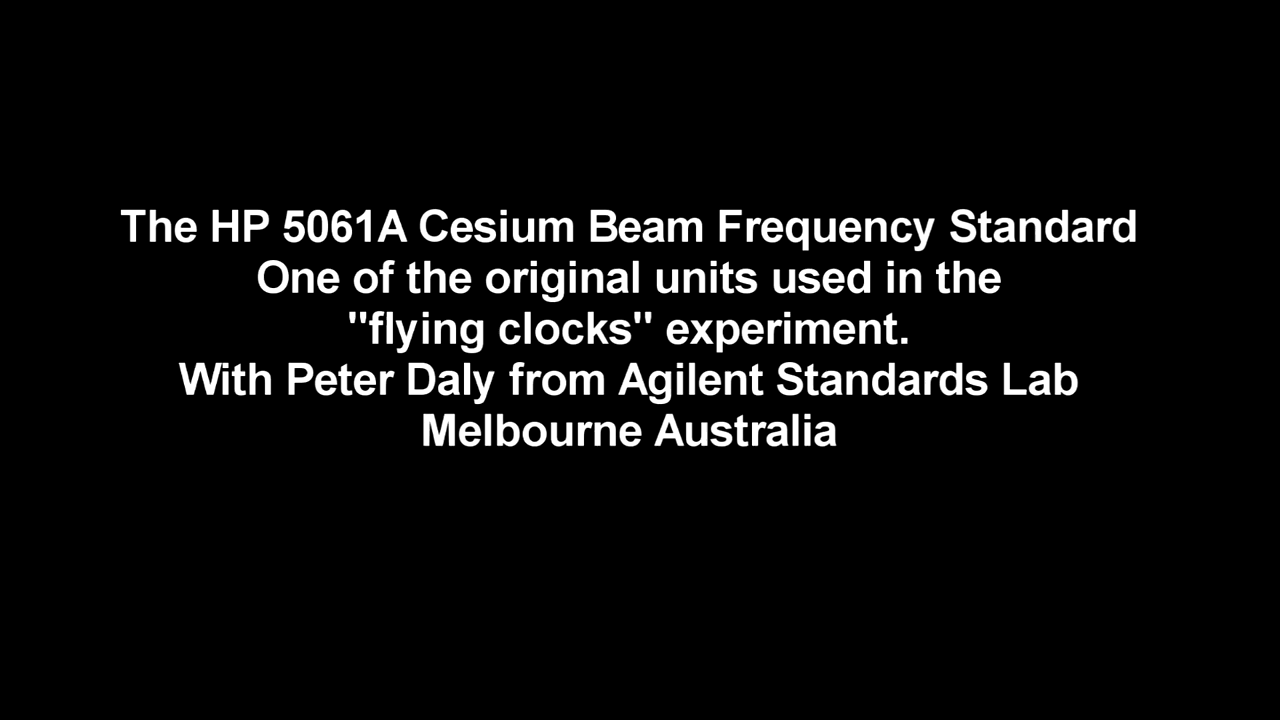 The HP 5061A Cesium Beam Frequency Standard
One of the original units used in the
"flying clocks" experiment.
With Peter Daly from Agilent Standards Lab
Melbourne Australia